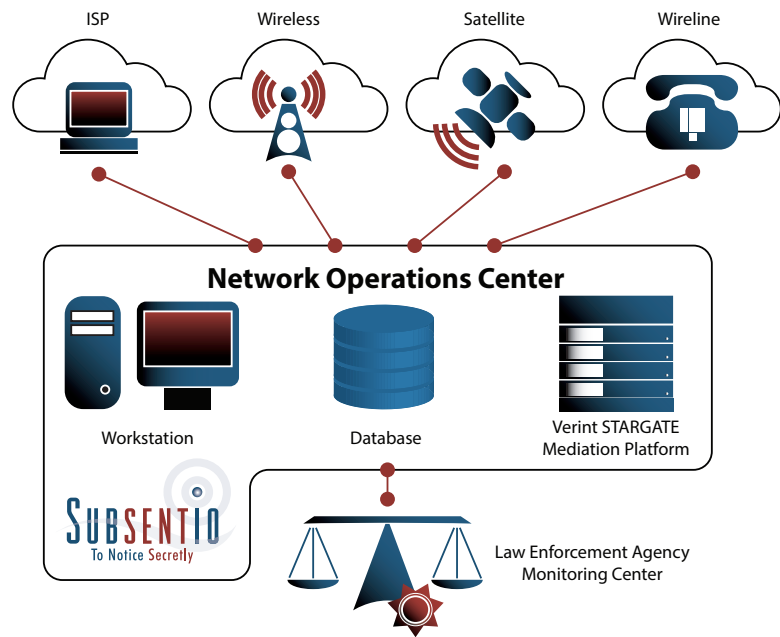 ISP
Wireless
Satellite
Wireline
Network Operations Center
Workstation
Database
Verint STARGATE
Mediation Platform
SUBSENTIO
To Notice Secretly
Law Enforcement Agency
Monitoring Center